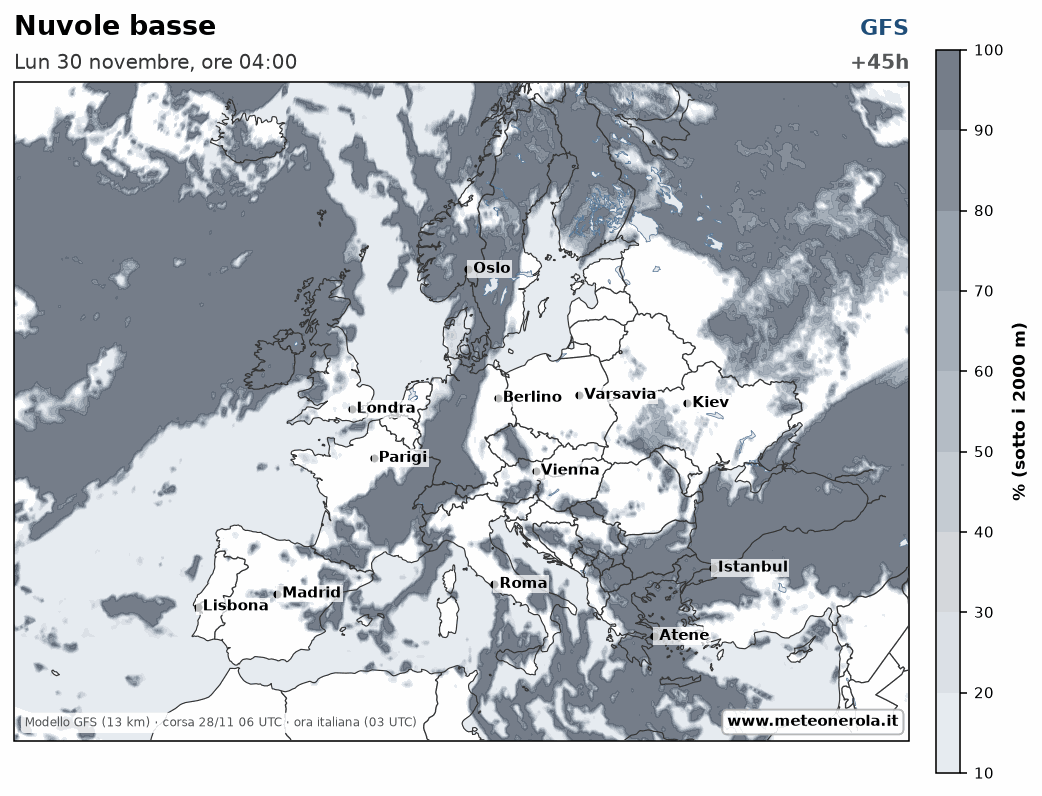 Nuvole basse
GFS
Lun 30 novembre, ore 04:00
+45h
100
90
80
70
60
50
40
30
20
10
% (sotto i 2000 m)
Oslo
Londra
Berlino
Varsavia
Kiev
Parigi
Vienna
Madrid
Lisbona
Roma
Istanbul
Atene
Modello GFS (13 km) · corsa 28/11 06 UTC · ora italiana (03 UTC)
www.meteonerola.it